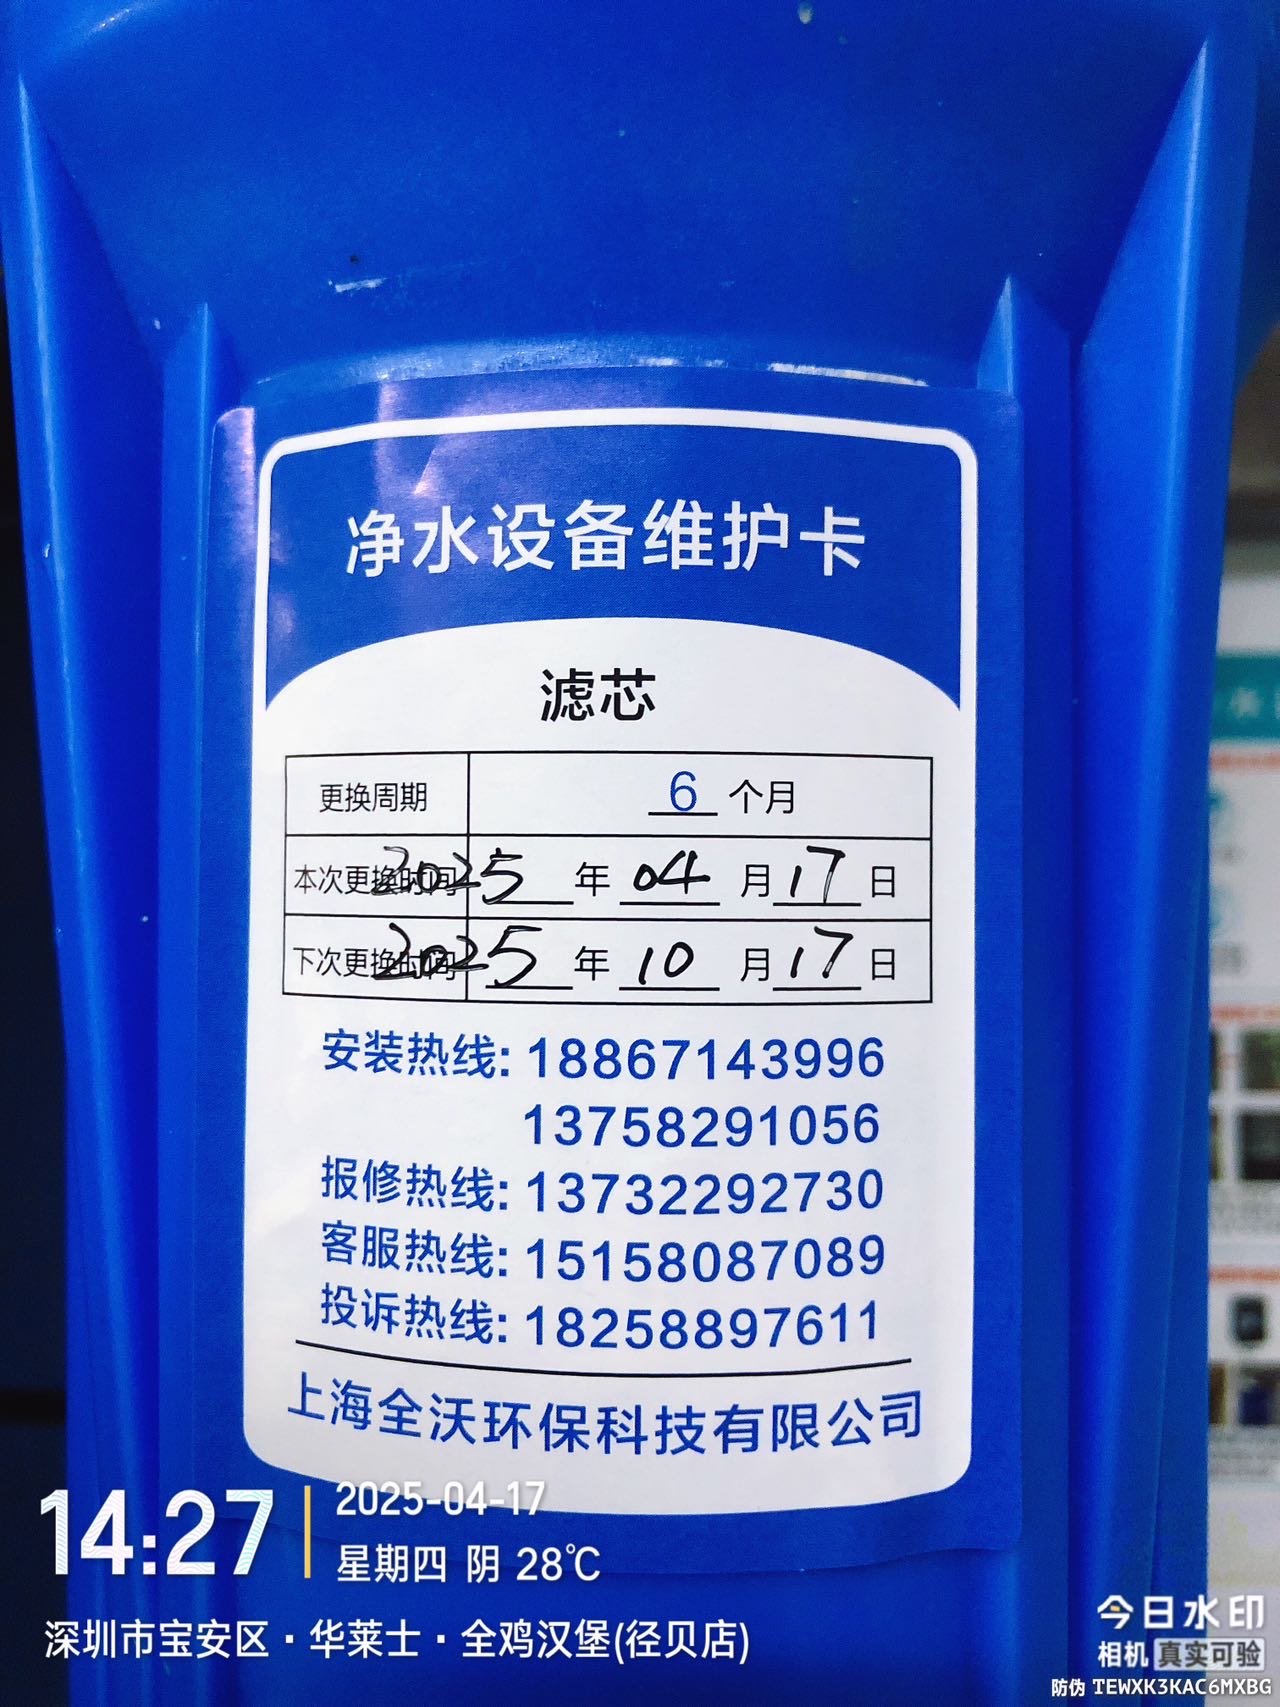 净水设备维护卡
滤芯
更换周期 6 个月
本次更换时间 2025 年 04 月 17 日
下次更换时间 2025 年 10 月 17 日
安装热线: 18867143996
13758291056
报修热线: 13732292730
客服热线: 15158087089
投诉热线: 18258897611
上海全沃环保科技有限公司
14:27 2025-04-17
星期四 阴 28℃
深圳市宝安区·华莱士·全鸡汉堡(径贝店)
今日水印
相机 真实可验
防伪 TEWXK3KAC6MXBG